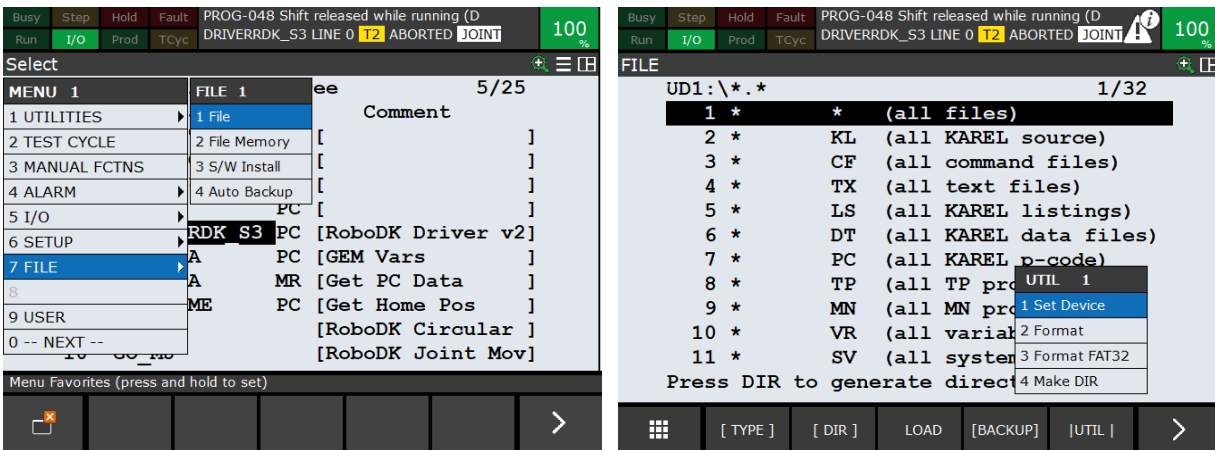 Busy Step Hold Fault PROG-048 Shift released while running (D
Run I/O Prod TCyc DRIVERRDK_S3 LINE 0 T2 ABORTED JOINT 100 %
Select
MENU 1
1 UTILITIES
2 TEST CYCLE
3 MANUAL FCTNS
4 ALARM
5 I/O
6 SETUP
7 FILE
8
9 USER
0 -- NEXT --
FILE 1
1 File
2 File Memory
3 S/W Install
4 Auto Backup
ee 5/25
Comment
[ ]
[ ]
[ ]
PC [ ]
RDK_S3 PC [RoboDK Driver v2]
A PC [GEM Vars ]
A MR [Get PC Data ]
ME PC [Get Home Pos ]
[RoboDK Circular ]
10 GO_MJ [RoboDK Joint Mov]
Menu Favorites (press and hold to set)
Busy Step Hold Fault PROG-048 Shift released while running (D
Run I/O Prod TCyc DRIVERRDK_S3 LINE 0 T2 ABORTED JOINT 100 %
FILE
UD1:\*.* 1/32
1 * * (all files)
2 * KL (all KAREL source)
3 * CF (all command files)
4 * TX (all text files)
5 * LS (all KAREL listings)
6 * DT (all KAREL data files)
7 * PC (all KAREL p-code)
8 * TP (all TP pro
9 * MN (all MN pro
10 * VR (all variab
11 * SV (all system
Press DIR to generate direct
UTIL 1
1 Set Device
2 Format
3 Format FAT32
4 Make DIR
[ TYPE ] [ DIR ] LOAD [BACKUP] |UTIL |